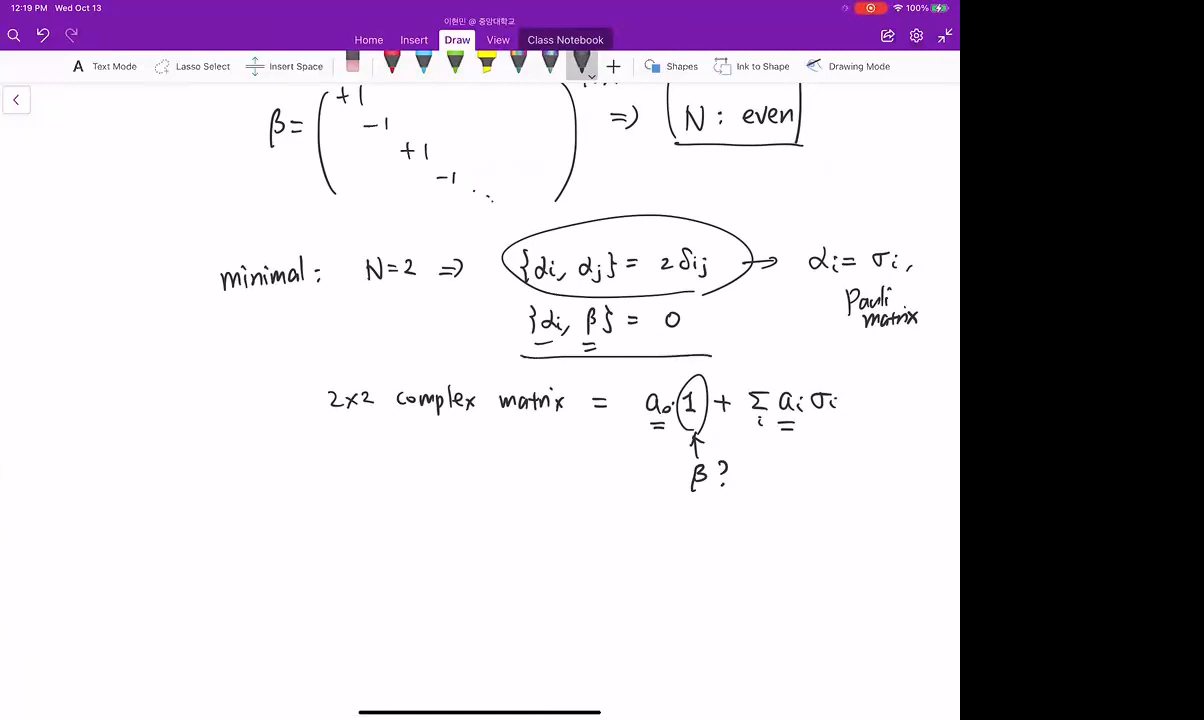 12:19 PM Wed Oct 13
100%
이현민 @ 중앙대학교
Home Insert Draw View Class Notebook
Text Mode Lasso Select Insert Space Shapes Ink to Shape Drawing Mode
β = ( +1
-1
+1
-1 ⋱ ) => N : even
minimal : N=2 => {αi, αj} = 2δij → αi = σi,
Pauli matrix
{αi, β} = 0
2×2 complex matrix = a₀·1 + Σi ai σi
↑
β?